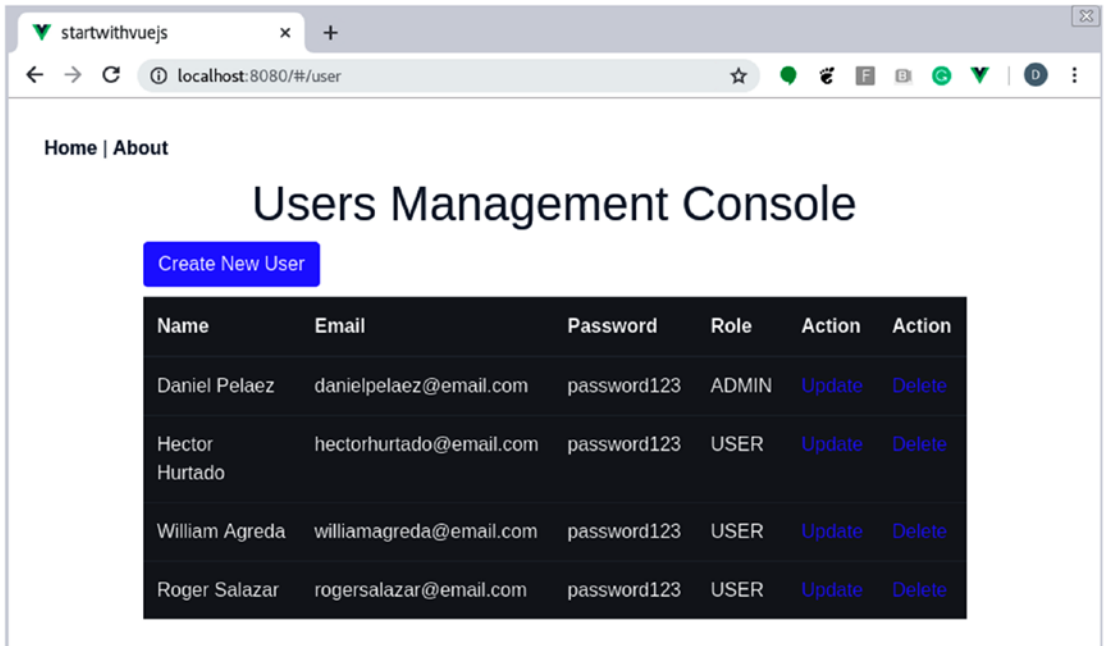 startwithvuejs
localhost:8080/#/user
F B G D
Home | About
Users Management Console
Create New User
Name Email Password Role Action Action
Daniel Pelaez danielpelaez@email.com password123 ADMIN Update Delete
Hector hectorhurtado@email.com password123 USER Update Delete
Hurtado
William Agreda williamagreda@email.com password123 USER Update Delete
Roger Salazar rogersalazar@email.com password123 USER Update Delete